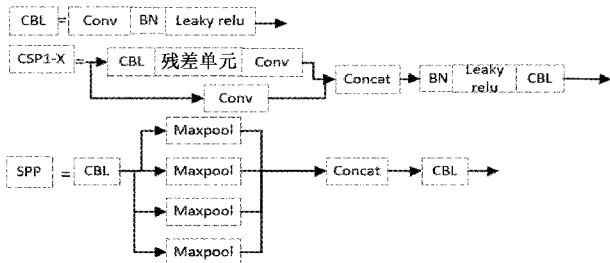 CBL = Conv BN Leaky relu
CSP1-X = CBL 残差单元 Conv Concat BN Leaky relu CBL
Conv
Maxpool
SPP = CBL Maxpool Concat CBL
Maxpool
Maxpool